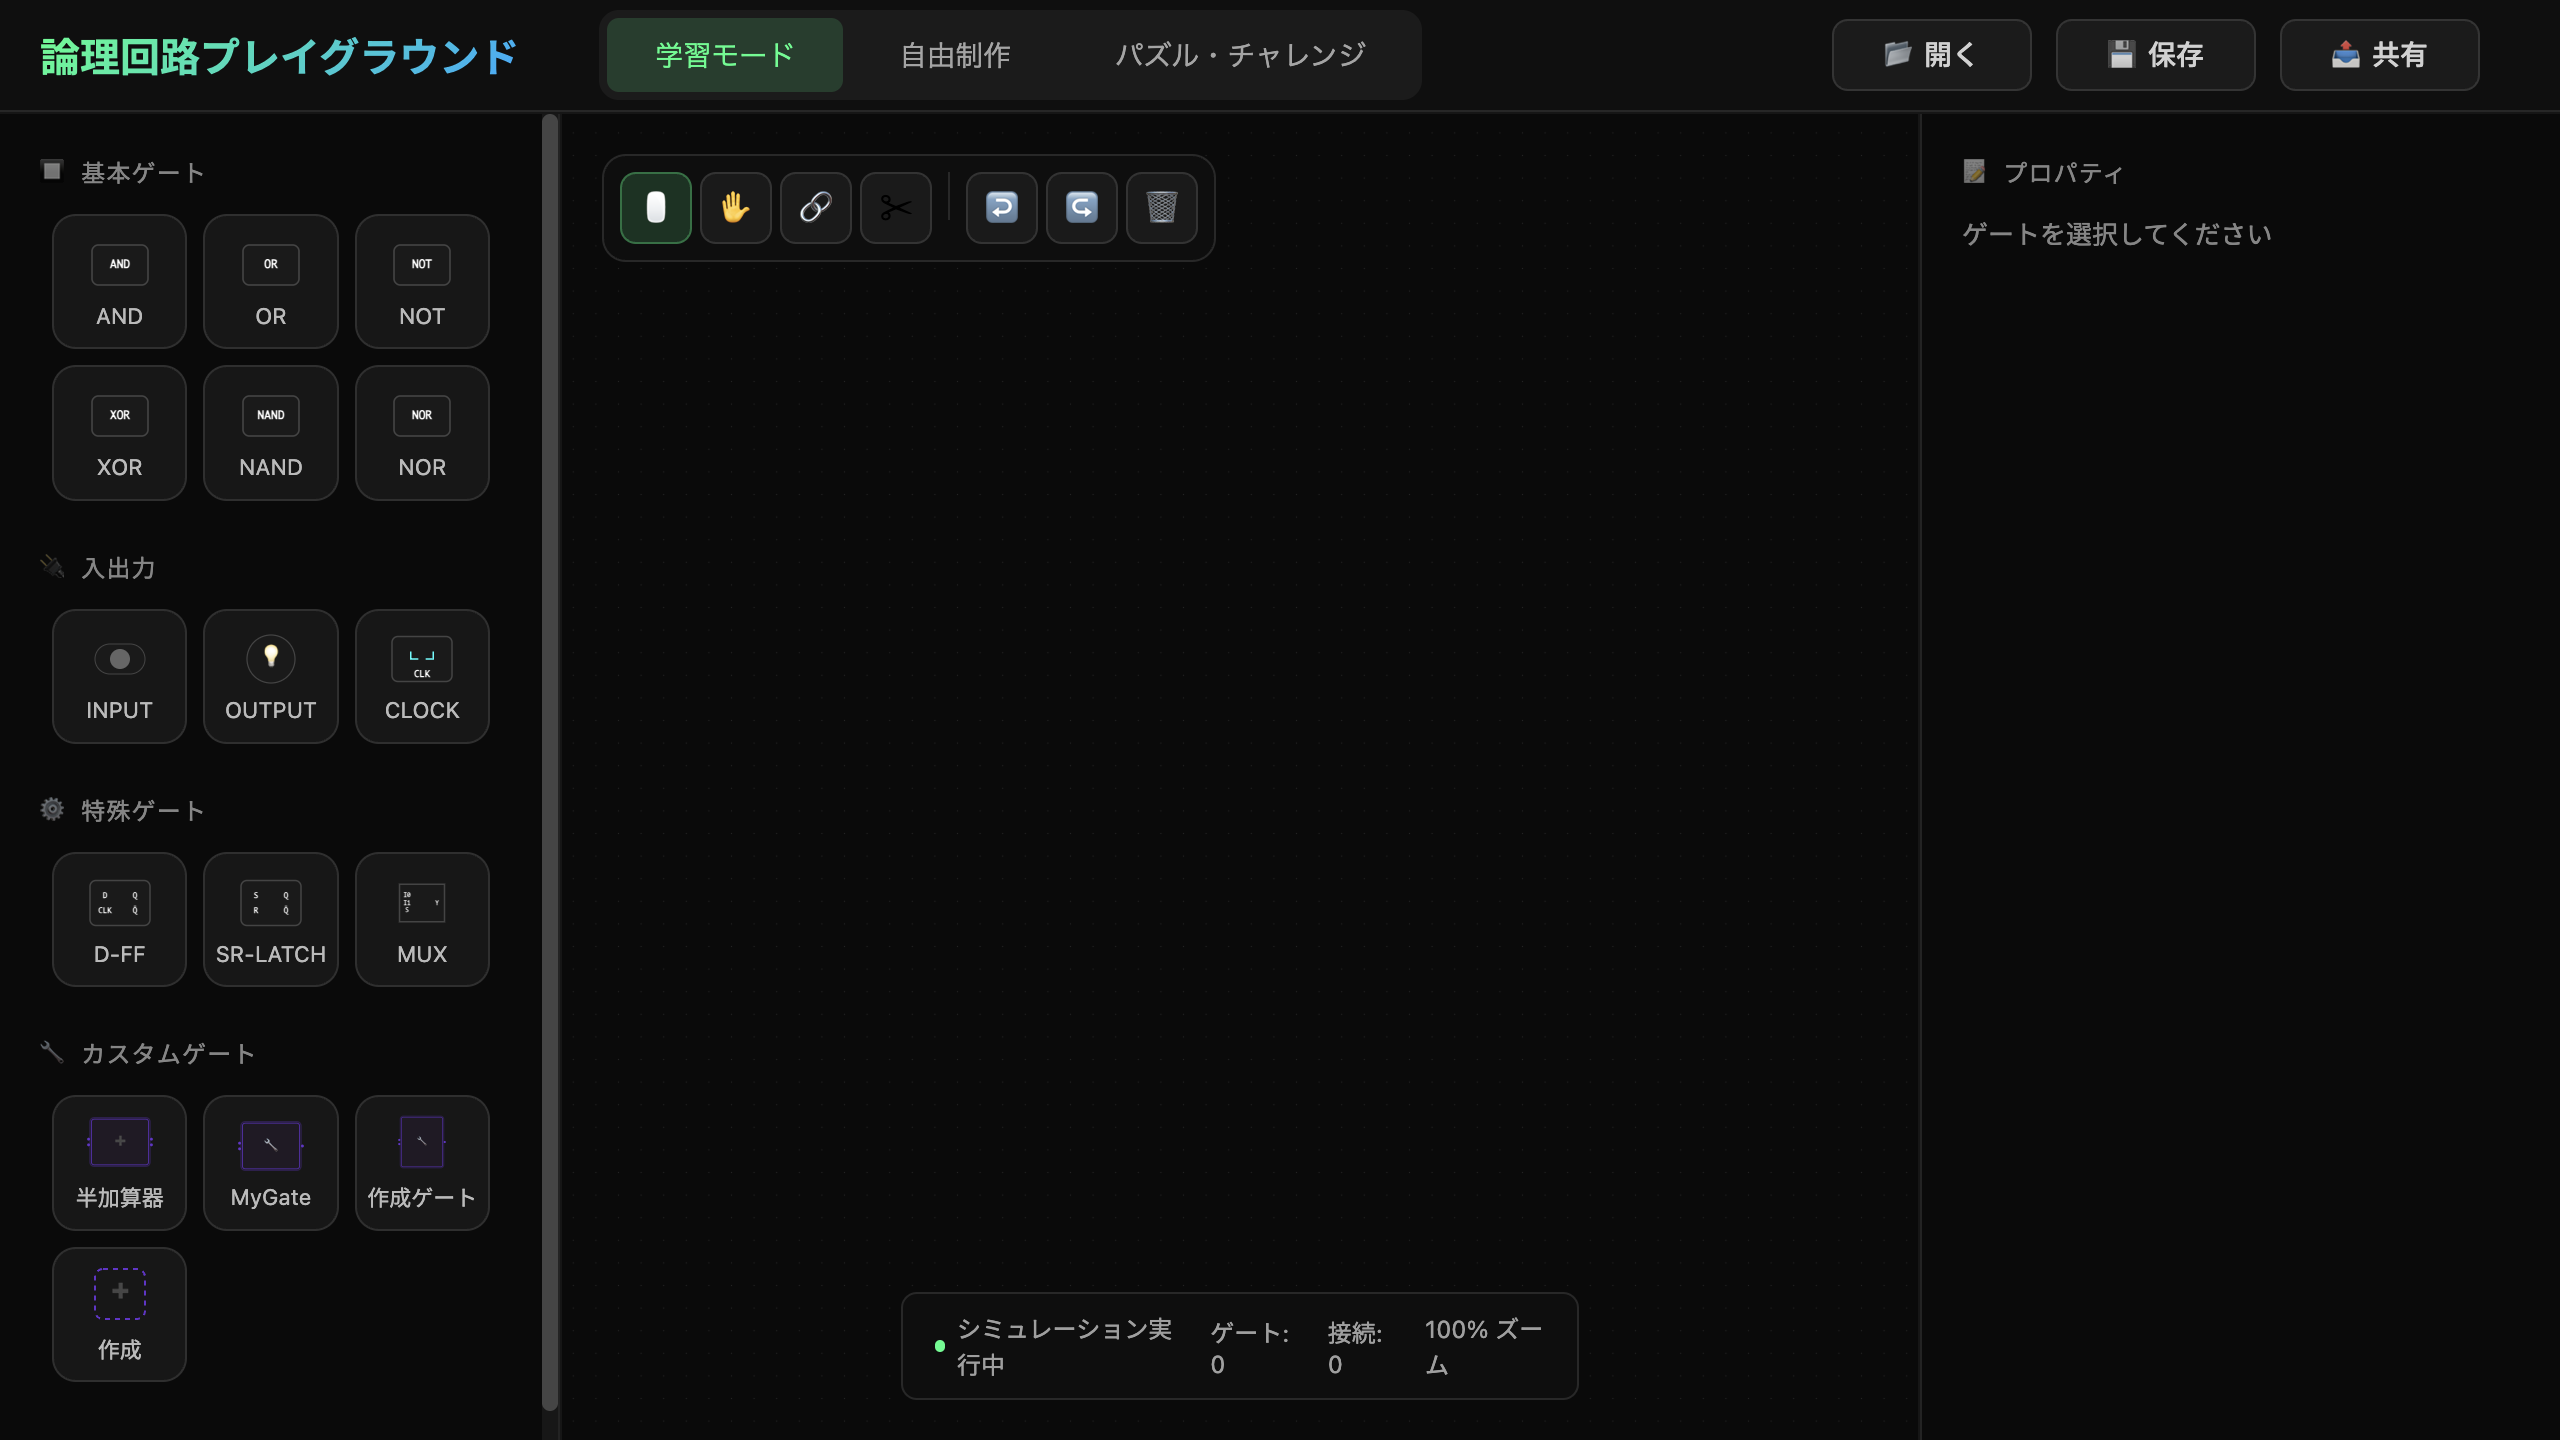 論理回路プレイグラウンド
学習モード
自由制作
パズル・チャレンジ
開く
保存
共有
基本ゲート
AND
OR
NOT
AND
OR
NOT
XOR
NAND
NOR
XOR
NAND
NOR
入出力
CLK
INPUT
OUTPUT
CLOCK
特殊ゲート
D Q
CLK Q̄
S Q
R Q̄
I0
I1 Y
S
D-FF
SR-LATCH
MUX
カスタムゲート
半加算器
MyGate
作成ゲート
作成
プロパティ
ゲートを選択してください
シミュレーション実
行中
ゲート:
0
接続:
0
100% ズー
ム